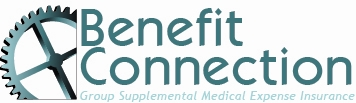 Benefit
Connection
Group Supplemental Medical Expense Insurance